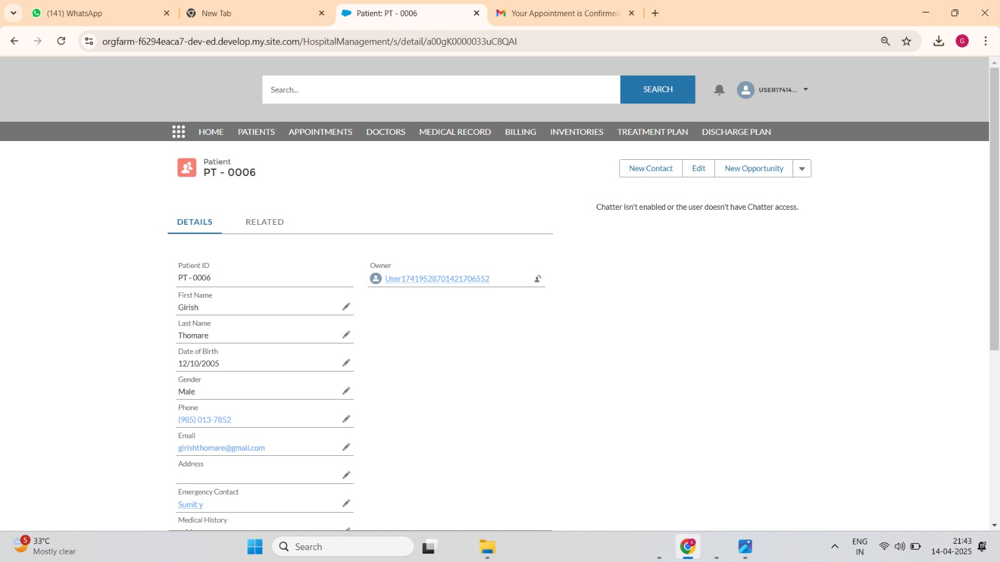 (141) WhatsApp
New Tab
Patient: PT - 0006
Your Appointment is Confirmed
orgfarm-f6294eaca7-dev-ed.develop.my.site.com/HospitalManagement/s/detail/a00gK0000033uC8QAI
G
Search...
SEARCH
USER17414...
HOME
PATIENTS
APPOINTMENTS
DOCTORS
MEDICAL RECORD
BILLING
INVENTORIES
TREATMENT PLAN
DISCHARGE PLAN
Patient
PT - 0006
New Contact
Edit
New Opportunity
Chatter isn't enabled or the user doesn't have Chatter access.
DETAILS
RELATED
Patient ID
PT - 0006
Owner
User17419528701421706552
First Name
Girish
Last Name
Thomare
Date of Birth
12/10/2005
Gender
Male
Phone
(985) 013-7852
Email
girishthomare@gmail.com
Address
Emergency Contact
Sumit y
Medical History
5
33°C
Mostly clear
Search
ENG
IN
21:43
14-04-2025